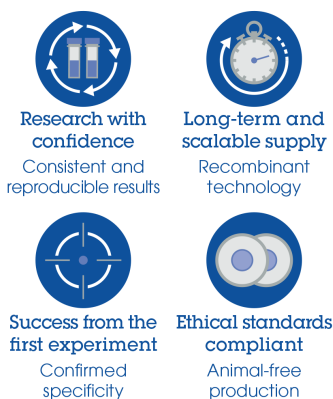 Research with
confidence
Consistent and
reproducible results
Long-term and
scalable supply
Recombinant
technology
Success from the
first experiment
Confirmed
specificity
Ethical standards
compliant
Animal-free
production